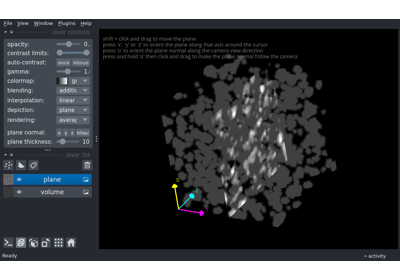 File View Window Plugins Help
layer controls
opacity: 0.
contrast limits:
auto-contrast: once
gamma: 1.
colormap: gr
blending: additiv
interpolation: linear
depiction: plane
rendering: averag
plane normal: x y z
plane thickness: 10
layer list
plane
volume
Ready
activity
shift + click and drag to move the plane
press 'x', 'y' or 'z' to orient the plane along that axis around the cursor
press 'o' to orient the plane normal along the camera view direction
press and hold 'o' then click and drag to make the plane normal follow the camera